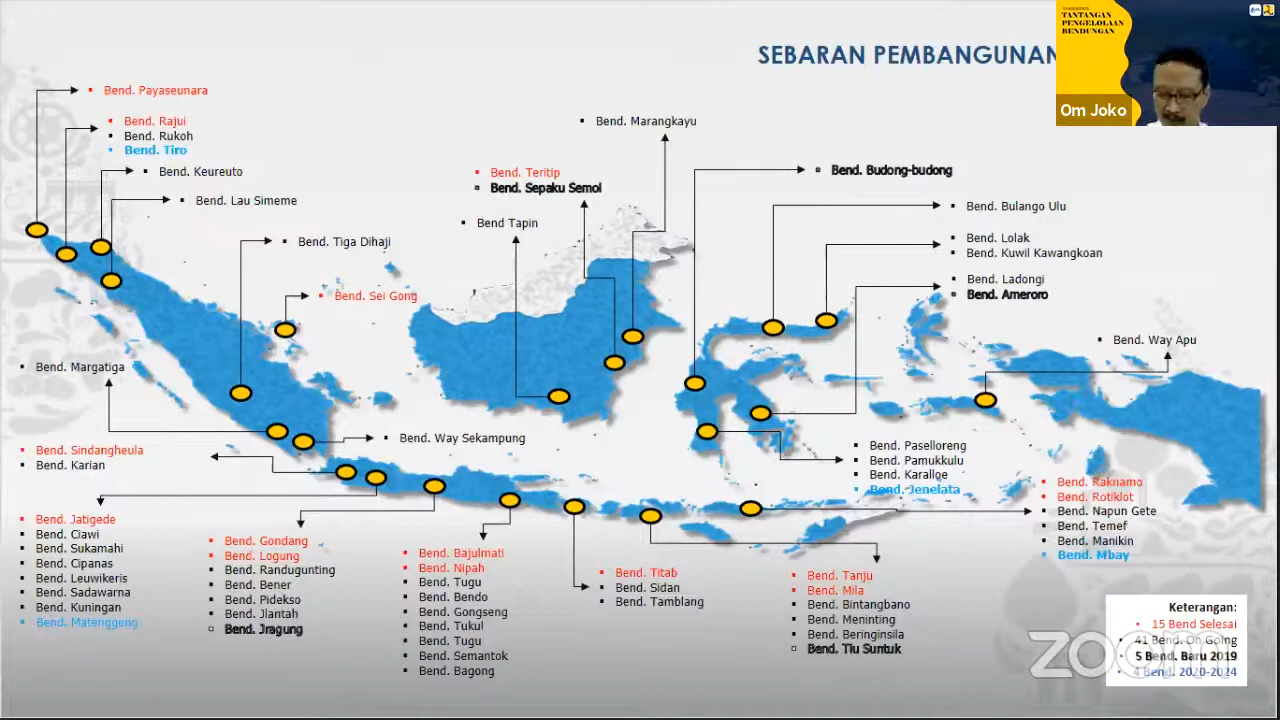 TANTANGAN
PENGELOLAAN
BENDUNGAN
Om Joko
SEBARAN PEMBANGUNAN
Bend. Payaseunara
Bend. Rajui
Bend. Rukoh
Bend. Tiro
Bend. Keureuto
Bend. Lau Simeme
Bend. Tiga Dihaji
Bend. Sei Gong
Bend. Marangkayu
Bend. Teritip
Bend. Sepaku Semoi
Bend Tapin
Bend. Budong-budong
Bend. Bulango Ulu
Bend. Lolak
Bend. Kuwil Kawangkoan
Bend. Ladongi
Bend. Ameroro
Bend. Way Apu
Bend. Margatiga
Bend. Way Sekampung
Bend. Sindangheula
Bend. Karian
Bend. Jatigede
Bend. Ciawi
Bend. Sukamahi
Bend. Cipanas
Bend. Leuwikeris
Bend. Sadawarna
Bend. Kuningan
Bend. Matenggeng
Bend. Gondang
Bend. Logung
Bend. Randugunting
Bend. Bener
Bend. Pidekso
Bend. Jlantah
Bend. Jragung
Bend. Bajulmati
Bend. Nipah
Bend. Tugu
Bend. Bendo
Bend. Gongseng
Bend. Tukul
Bend. Tugu
Bend. Semantok
Bend. Bagong
Bend. Titab
Bend. Sidan
Bend. Tamblang
Bend. Tanju
Bend. Mila
Bend. Bintangbano
Bend. Meninting
Bend. Beringinsila
Bend. Tiu Suntuk
Bend. Paselloreng
Bend. Pamukkulu
Bend. Karalloe
Bend. Jenelata
Bend. Raknamo
Bend. Rotiklot
Bend. Napun Gete
Bend. Temef
Bend. Manikin
Bend. Mbay
Keterangan:
15 Bend Selesai
41 Bend. On Going
5 Bend. Baru 2019
4 Bend. 2020-2024
zoom